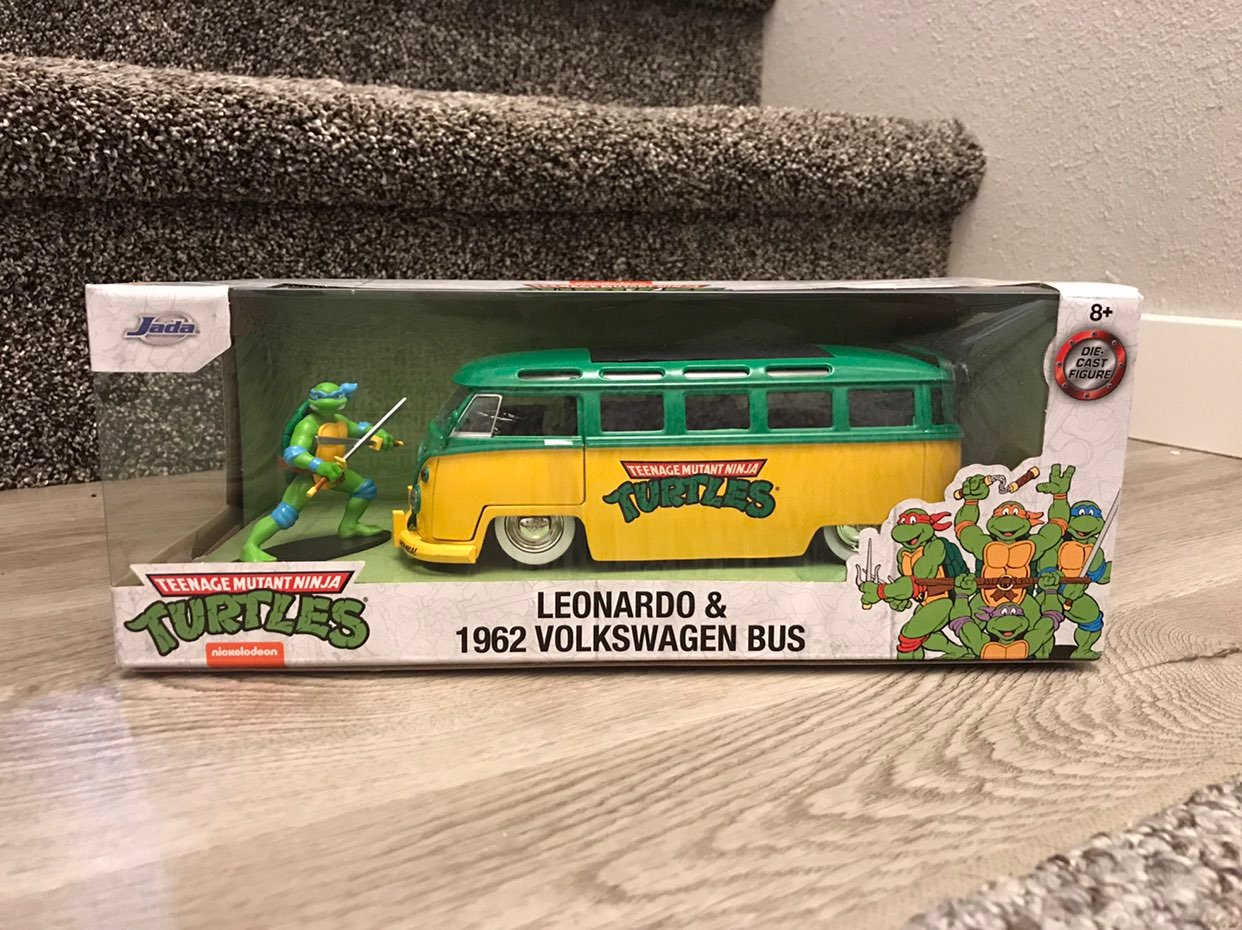 Jada
8+
DIE-
CAST
FIGURE
TEENAGE MUTANT NINJA
TURTLES
TEENAGE MUTANT NINJA
TURTLES
nickelodeon
LEONARDO &
1962 VOLKSWAGEN BUS